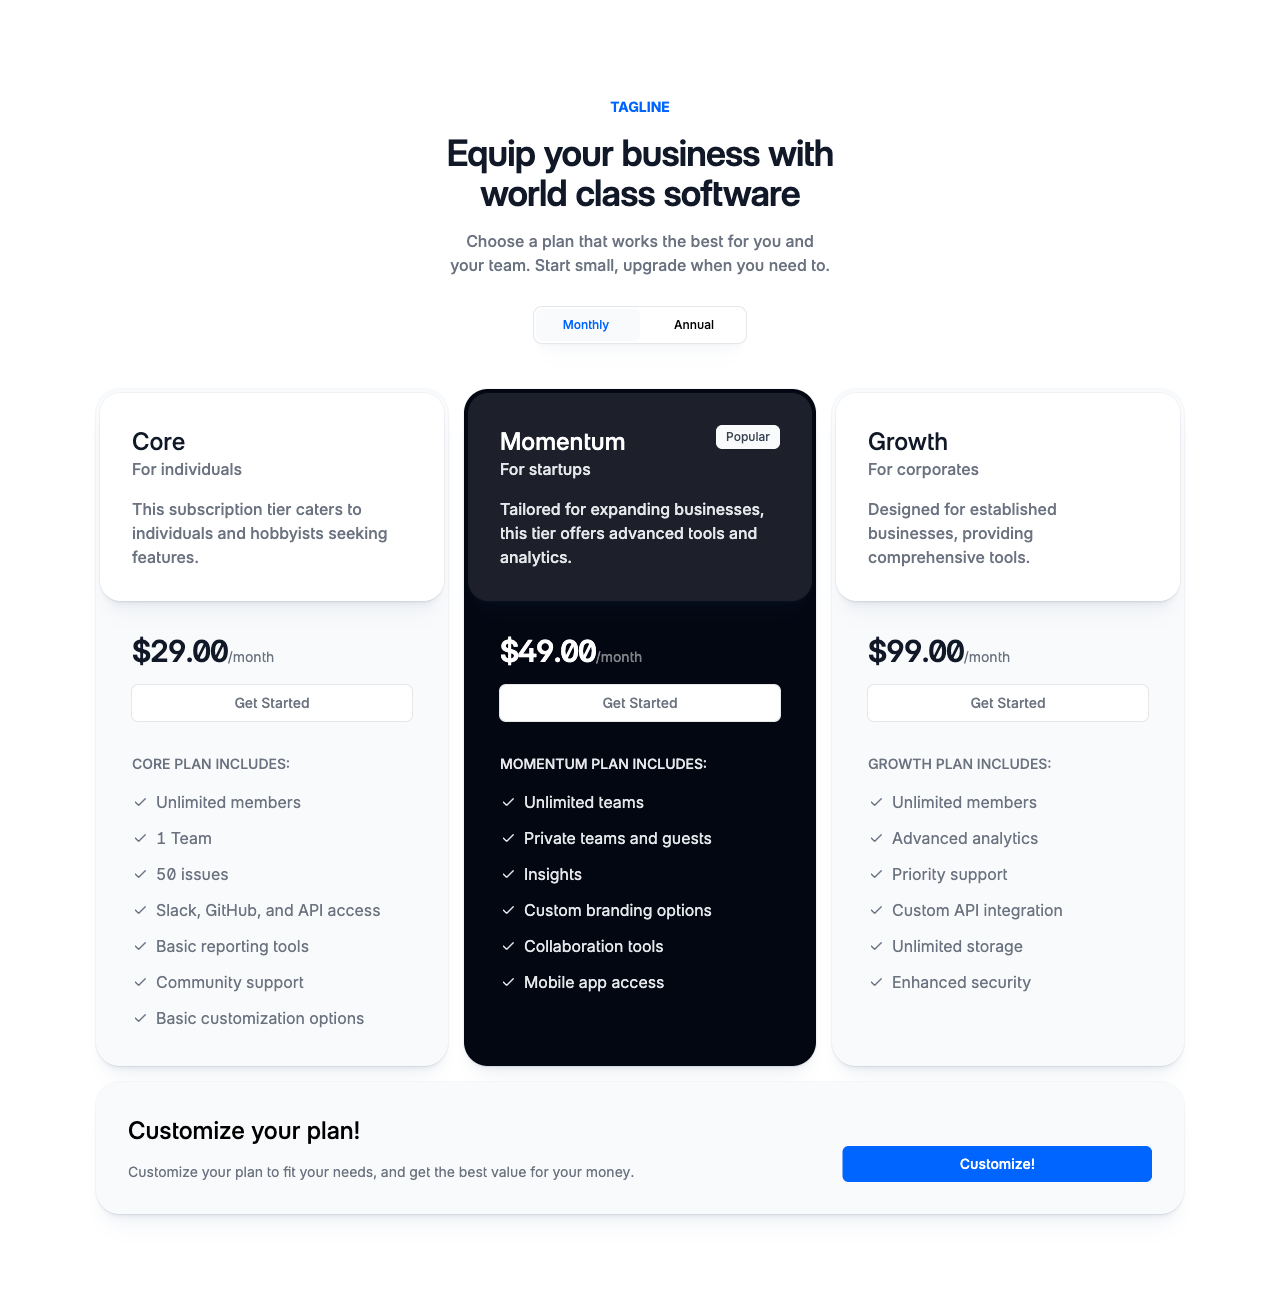 TAGLINE
Equip your business with
world class software
Choose a plan that works the best for you and
your team. Start small, upgrade when you need to.
Monthly
Annual
Core
For individuals
This subscription tier caters to
individuals and hobbyists seeking
features.
$29.00/month
Get Started
CORE PLAN INCLUDES:
Unlimited members
1 Team
50 issues
Slack, GitHub, and API access
Basic reporting tools
Community support
Basic customization options
Momentum
Popular
For startups
Tailored for expanding businesses,
this tier offers advanced tools and
analytics.
$49.00/month
Get Started
MOMENTUM PLAN INCLUDES:
Unlimited teams
Private teams and guests
Insights
Custom branding options
Collaboration tools
Mobile app access
Growth
For corporates
Designed for established
businesses, providing
comprehensive tools.
$99.00/month
Get Started
GROWTH PLAN INCLUDES:
Unlimited members
Advanced analytics
Priority support
Custom API integration
Unlimited storage
Enhanced security
Customize your plan!
Customize your plan to fit your needs, and get the best value for your money.
Customize!